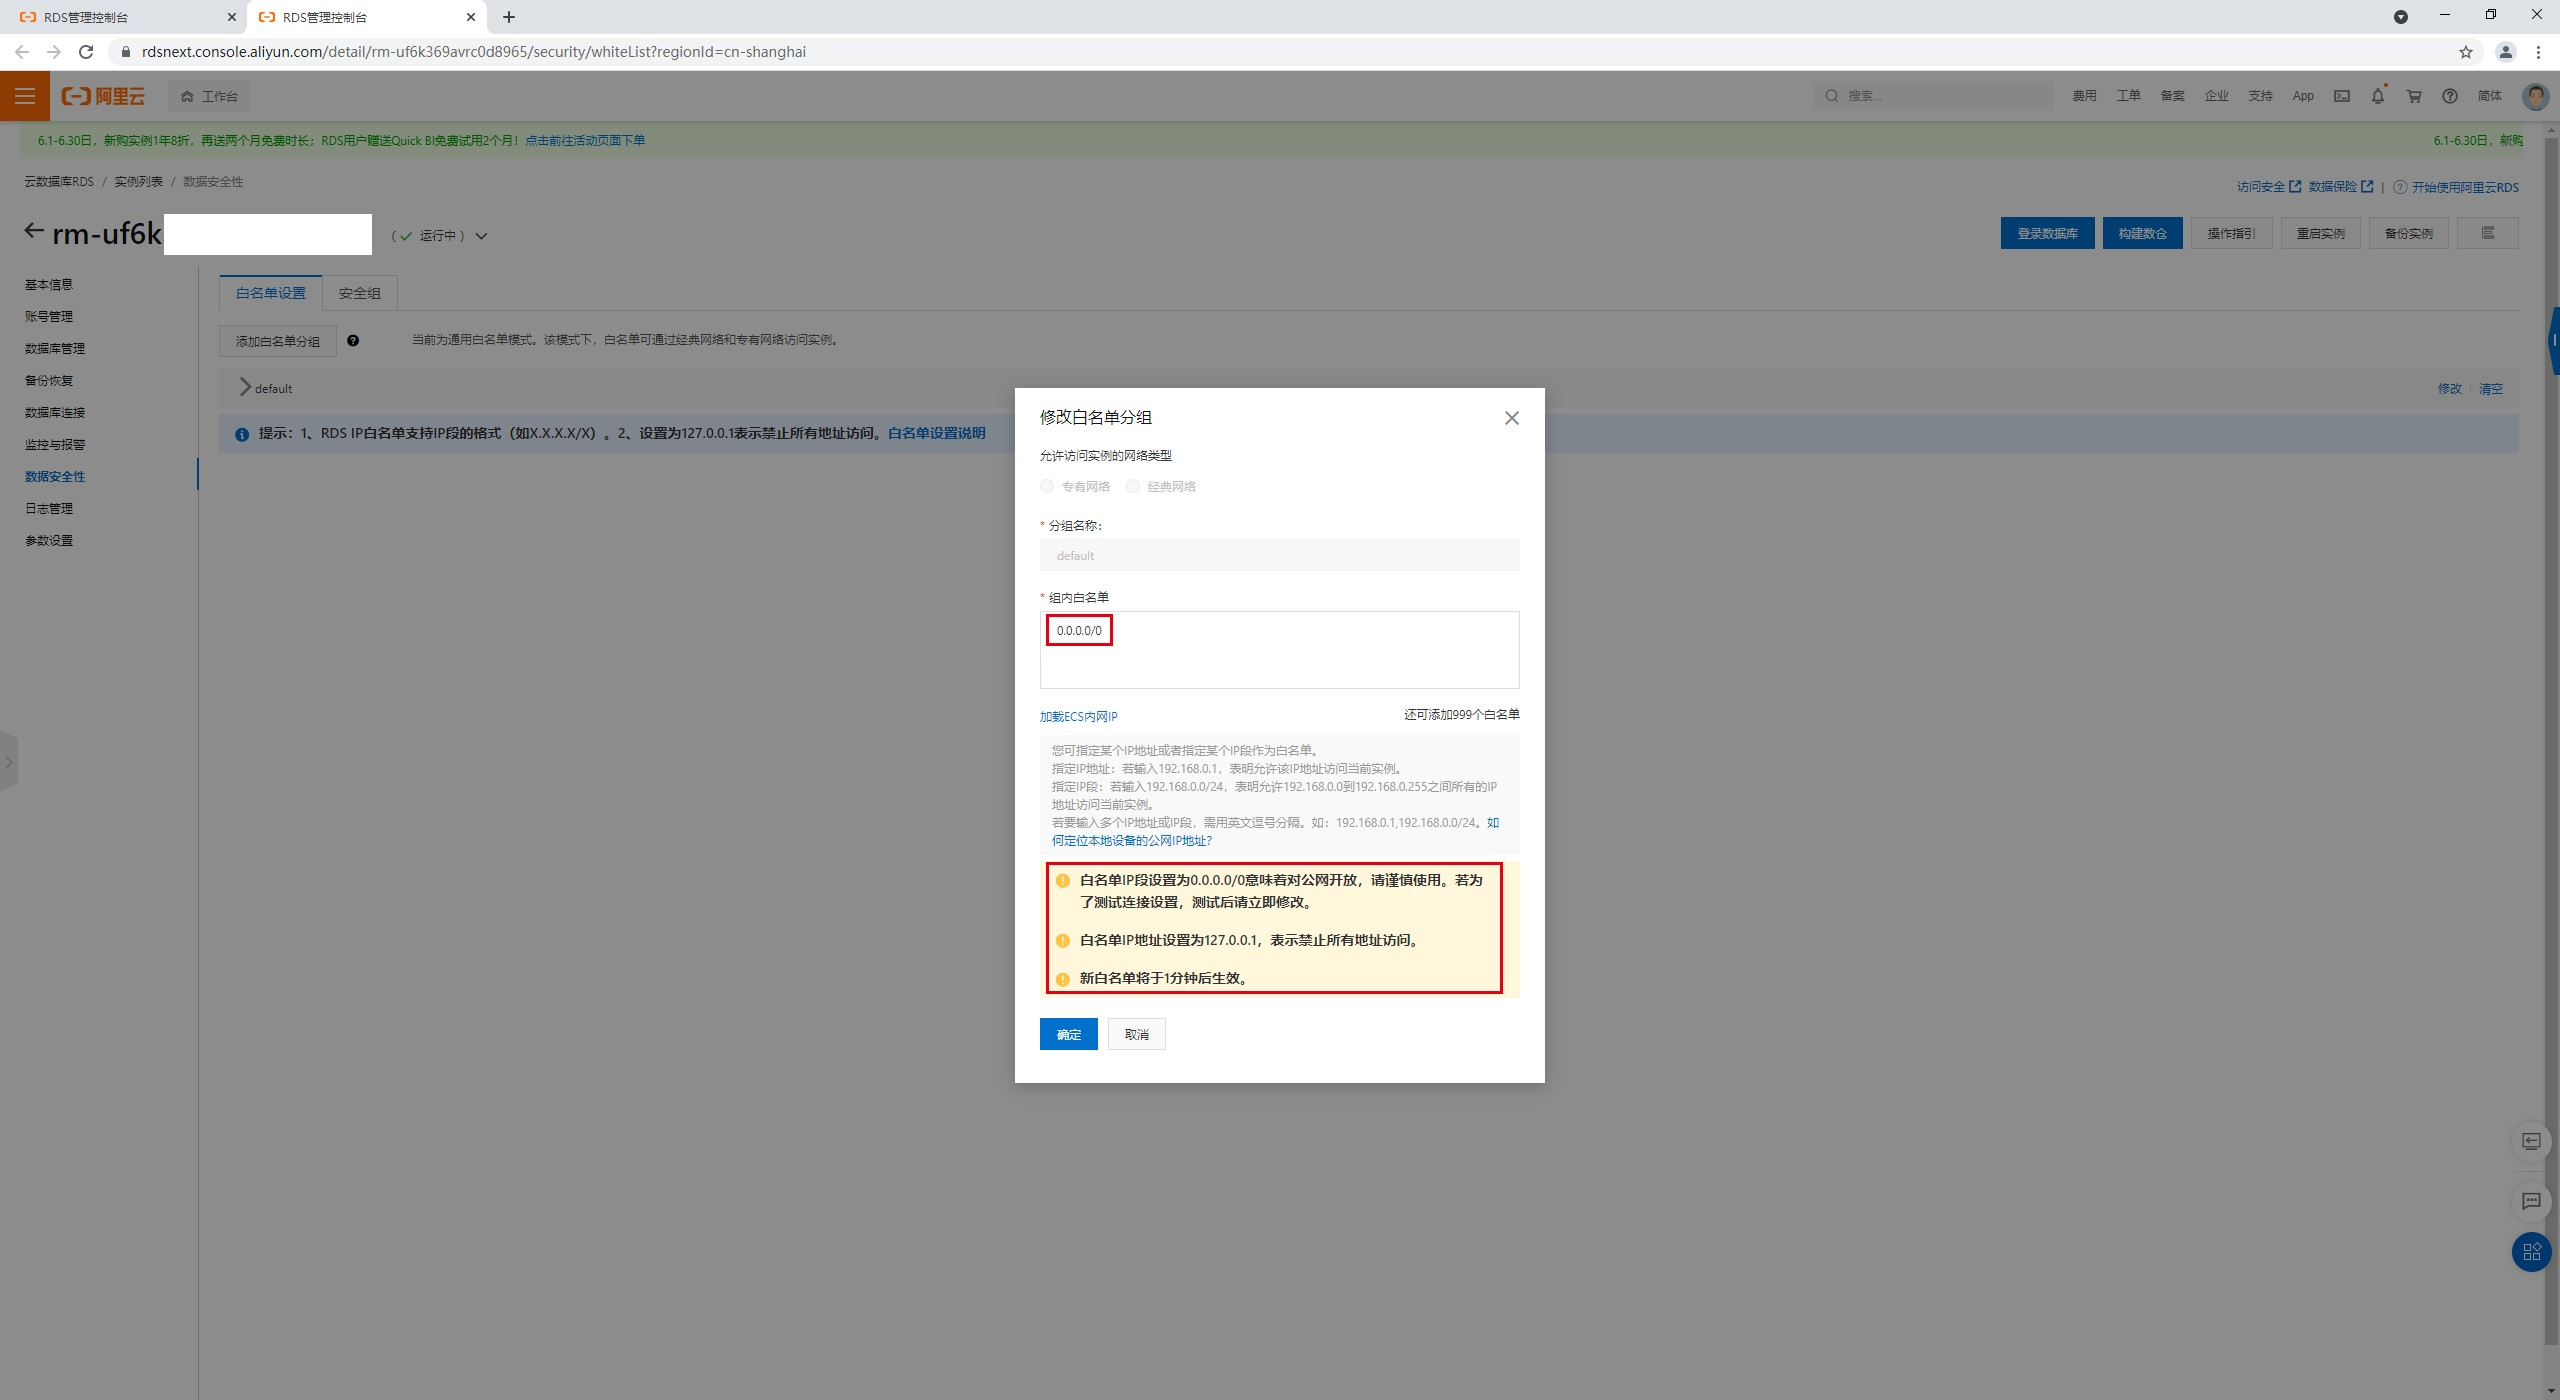 RDS管理控制台
RDS管理控制台
rdsnext.console.aliyun.com/detail/rm-uf6k369avrc0d8965/security/whiteList?regionId=cn-shanghai
阿里云
工作台
搜索...
费用 工单 备案 企业 支持 App 简体
6.1-6.30日，新购实例1年8折，再送两个月免费时长；RDS用户赠送Quick BI免费试用2个月！点击前往活动页面下单
6.1-6.30日，新购
云数据库RDS / 实例列表 / 数据安全性
访问安全 数据保险 | 开始使用阿里云RDS
rm-uf6k
（ 运行中 ）
登录数据库 构建数仓 操作指引 重启实例 备份实例
基本信息
账号管理
数据库管理
备份恢复
数据库连接
监控与报警
数据安全性
日志管理
参数设置
白名单设置 安全组
添加白名单分组
当前为通用白名单模式。该模式下，白名单可通过经典网络和专有网络访问实例。
default
修改 清空
提示：1、RDS IP白名单支持IP段的格式（如X.X.X.X/X）。2、设置为127.0.0.1表示禁止所有地址访问。白名单设置说明
修改白名单分组
允许访问实例的网络类型
专有网络 经典网络
* 分组名称：
default
* 组内白名单
0.0.0.0/0
加载ECS内网IP
还可添加999个白名单
您可指定某个IP地址或者指定某个IP段作为白名单。
指定IP地址：若输入192.168.0.1，表明允许该IP地址访问当前实例。
指定IP段：若输入192.168.0.0/24，表明允许192.168.0.0到192.168.0.255之间所有的IP
地址访问当前实例。
若要输入多个IP地址或IP段，需用英文逗号分隔。如：192.168.0.1,192.168.0.0/24。如
何定位本地设备的公网IP地址?
白名单IP段设置为0.0.0.0/0意味着对公网开放，请谨慎使用。若为
了测试连接设置，测试后请立即修改。
白名单IP地址设置为127.0.0.1，表示禁止所有地址访问。
新白名单将于1分钟后生效。
确定 取消